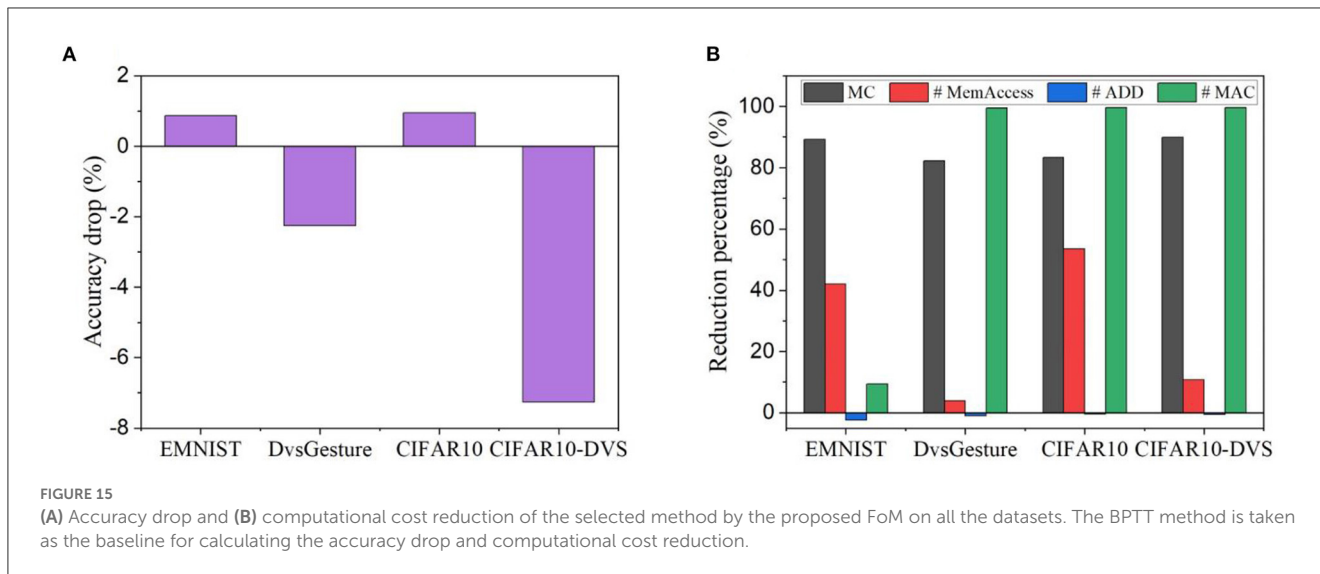 A
2
0
-2
-4
-6
-8
Accuracy drop (%)
EMNIST DvsGesture CIFAR10 CIFAR10-DVS
B
MC # MemAccess # ADD # MAC
100
80
60
40
20
0
Reduction percentage (%)
EMNIST DvsGesture CIFAR10 CIFAR10-DVS
FIGURE 15
(A) Accuracy drop and (B) computational cost reduction of the selected method by the proposed FoM on all the datasets. The BPTT method is taken
as the baseline for calculating the accuracy drop and computational cost reduction.